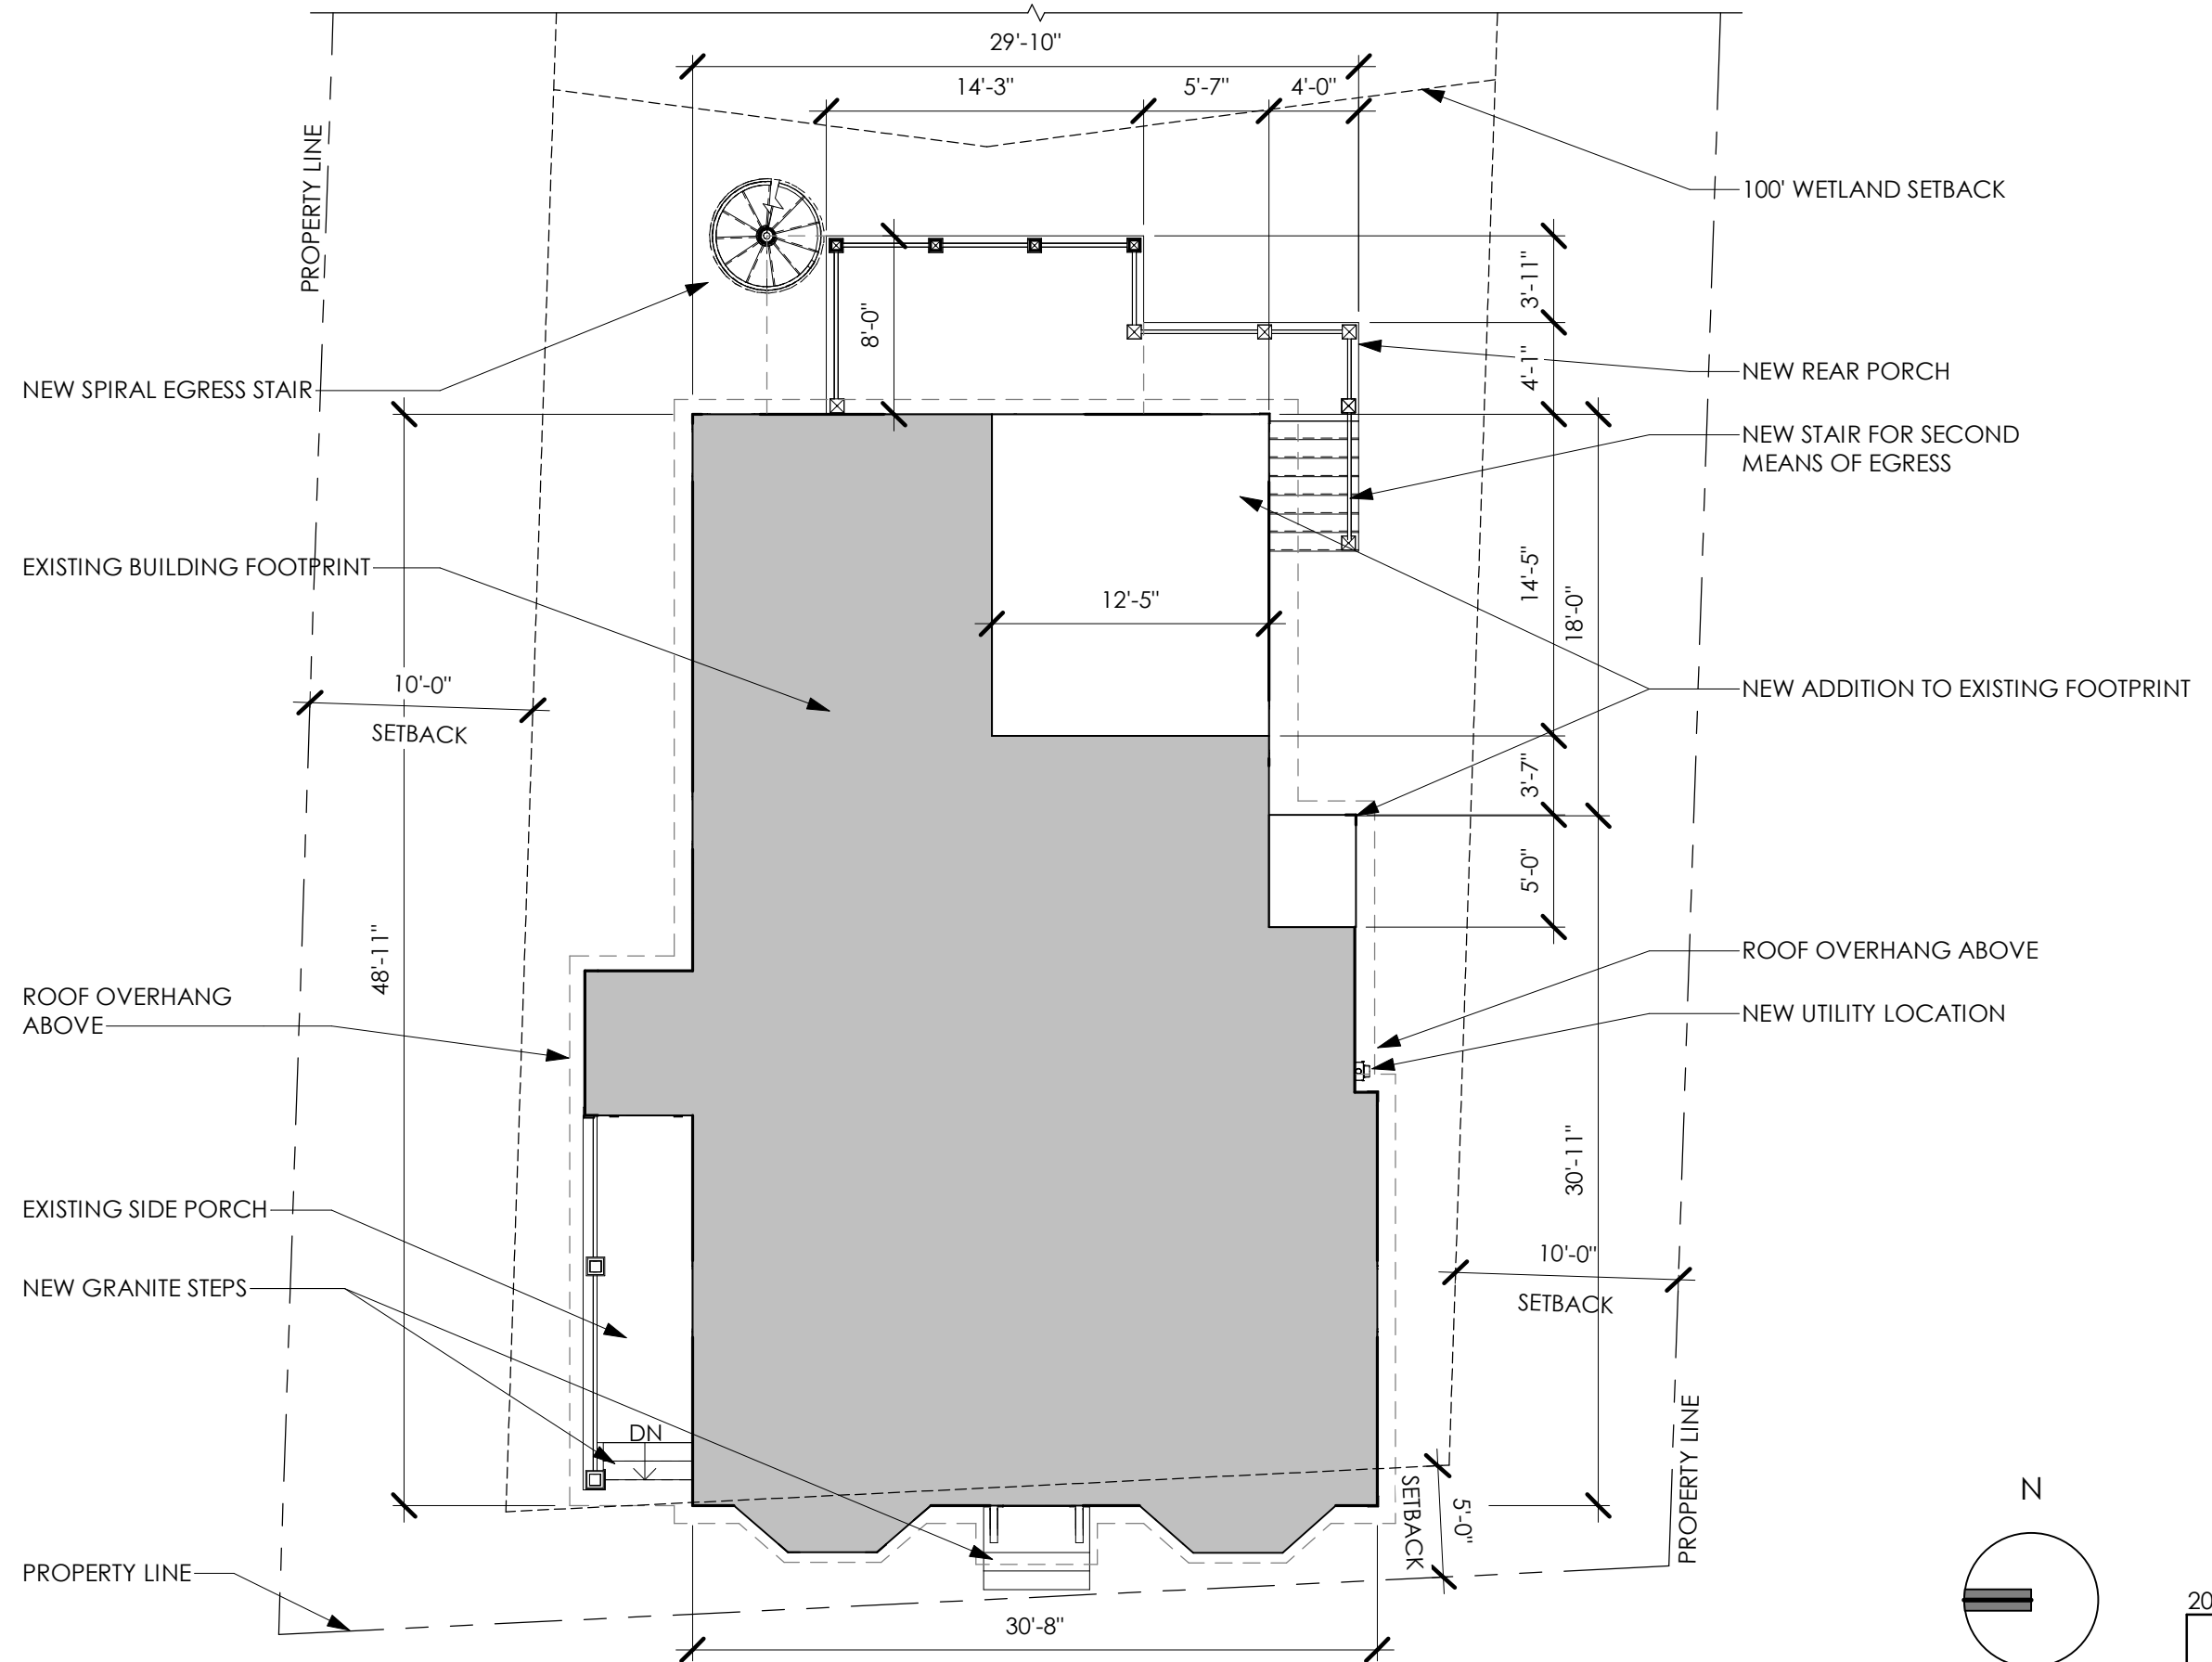 29'-10"
14'-3"
5'-7"
4'-0"
PROPERTY LINE
100' WETLAND SETBACK
3'-11"
8'-0"
4'-1"
NEW REAR PORCH
NEW SPIRAL EGRESS STAIR
NEW STAIR FOR SECOND
MEANS OF EGRESS
EXISTING BUILDING FOOTPRINT
14'-5"
18'-0"
12'-5"
10'-0"
SETBACK
NEW ADDITION TO EXISTING FOOTPRINT
3'-7"
5'-0"
48'-11"
ROOF OVERHANG ABOVE
ROOF OVERHANG
ABOVE
NEW UTILITY LOCATION
30'-11"
EXISTING SIDE PORCH
10'-0"
SETBACK
NEW GRANITE STEPS
DN
SETBACK
5'-0"
PROPERTY LINE
N
PROPERTY LINE
30'-8"
20